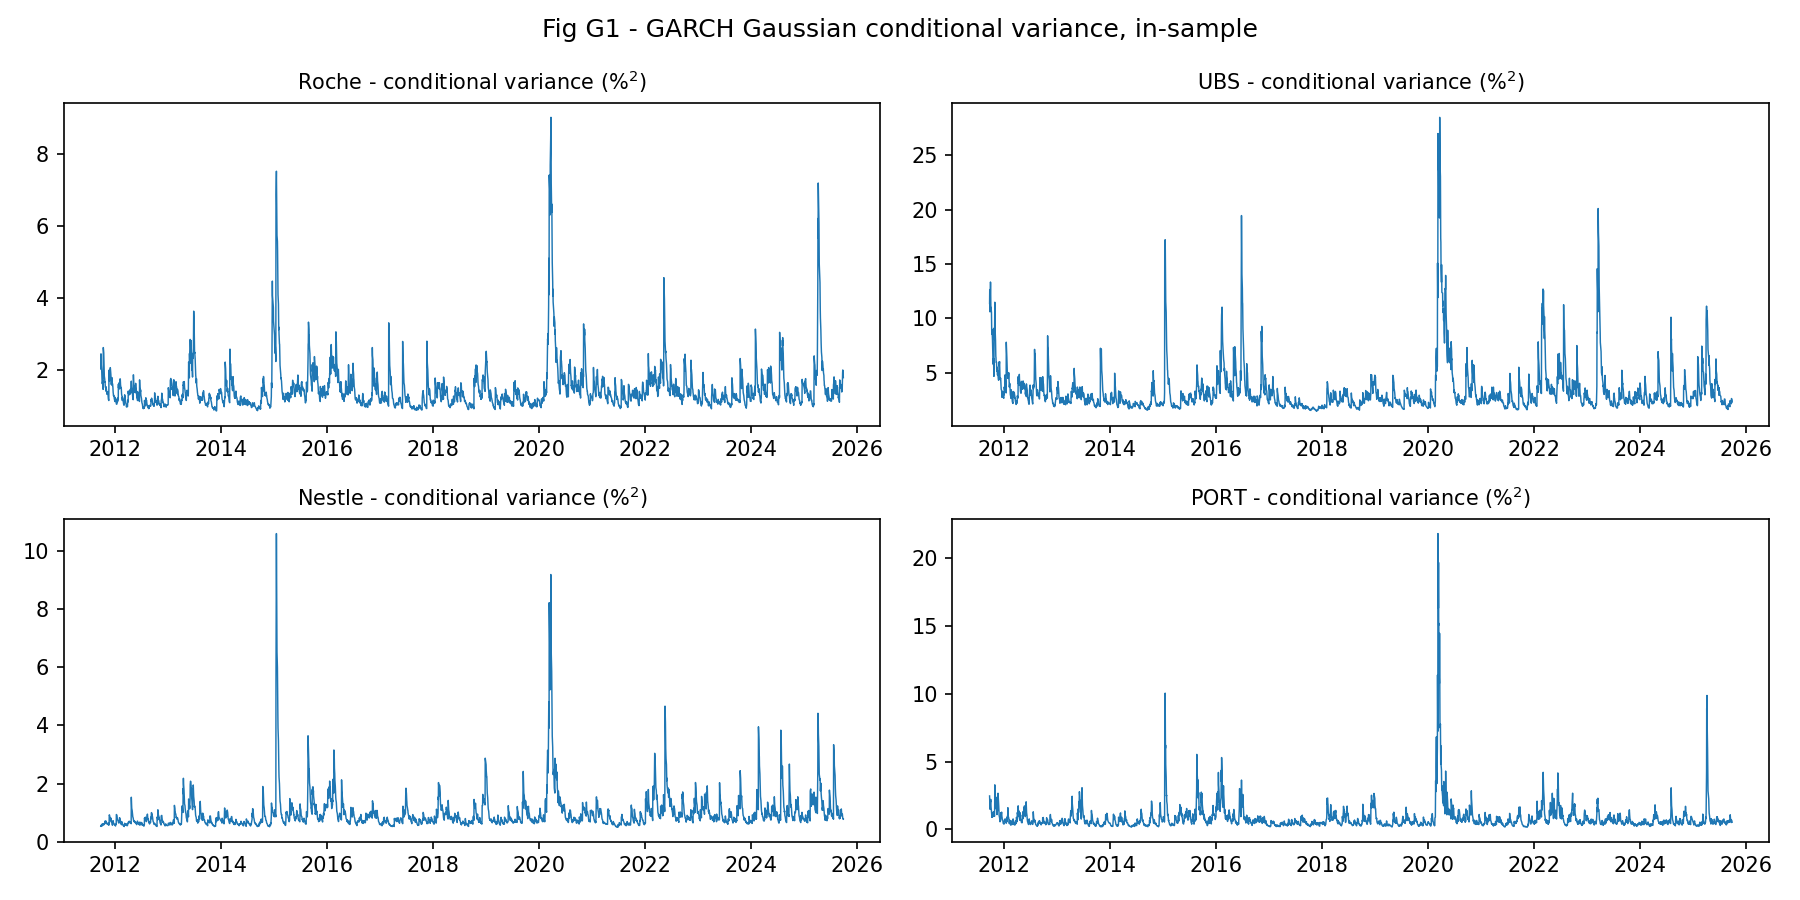 Fig G1 - GARCH Gaussian conditional variance, in-sample
Roche - conditional variance (%²)
8
6
4
2
2012 2014 2016 2018 2020 2022 2024 2026
UBS - conditional variance (%²)
25
20
15
10
5
2012 2014 2016 2018 2020 2022 2024 2026
Nestle - conditional variance (%²)
10
8
6
4
2
0
2012 2014 2016 2018 2020 2022 2024 2026
PORT - conditional variance (%²)
20
15
10
5
0
2012 2014 2016 2018 2020 2022 2024 2026